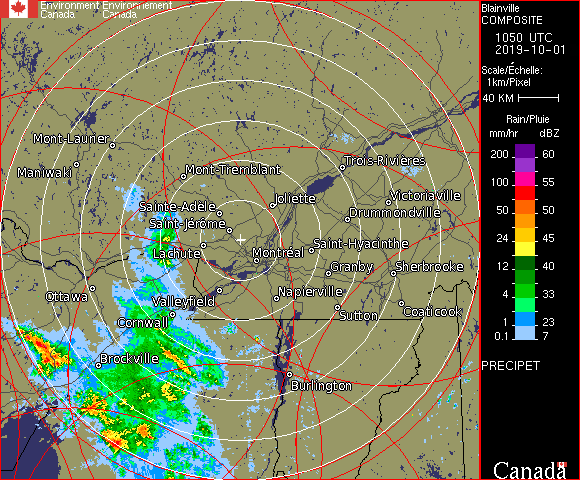 Environment Environnement
Canada Canada
Blainville
COMPOSITE
1050 UTC
2019-10-01
Scale/Échelle:
1km/Pixel
40 KM
Rain/Pluie
mm/hr dBZ
200 60
100 55
50 50
24 45
12 40
4 33
1 23
0.1 7
PRECIPET
Canada
Mont-Laurier
Maniwaki
Mont-Tremblant
Trois-Rivières
Joliette
Victoriaville
Sainte-Adele
Drummondville
Saint-Jérôme
Lachute
Montréal
Saint-Hyacinthe
Granby
Sherbrooke
Ottawa
Valleyfield
Napierville
Cornwall
Sutton
Coaticook
Brockville
Burlington